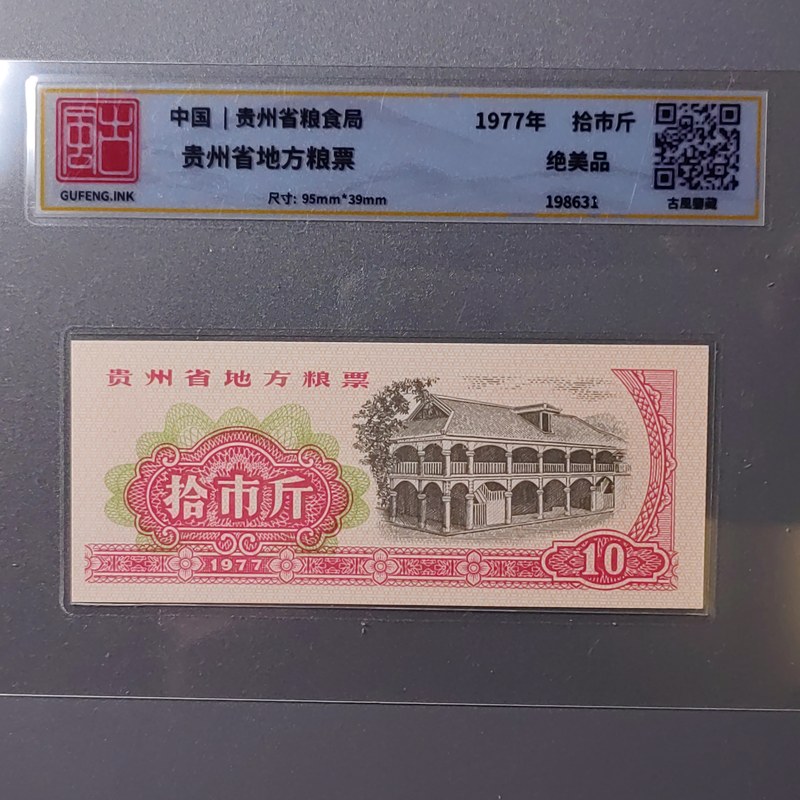 中国 | 贵州省粮食局
1977年 拾市斤
贵州省地方粮票
绝美品
GUFENG.INK
尺寸: 95mm*39mm
198631
古風鑒藏
贵州省地方粮票
拾市斤
1977
10